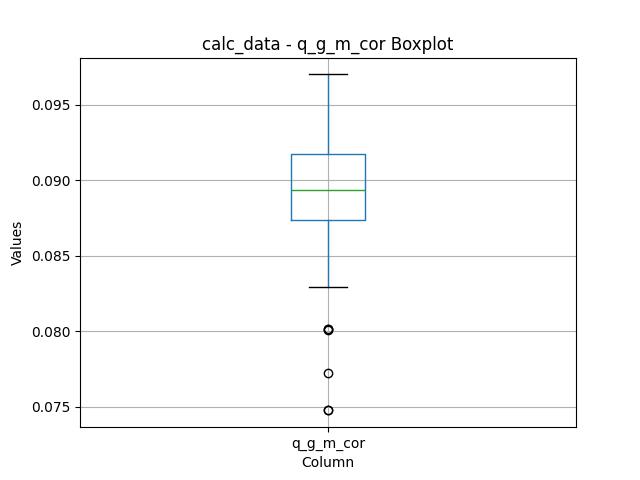 calc_data - q_g_m_cor Boxplot
0.095
0.090
0.085
0.080
0.075
Values
q_g_m_cor
Column